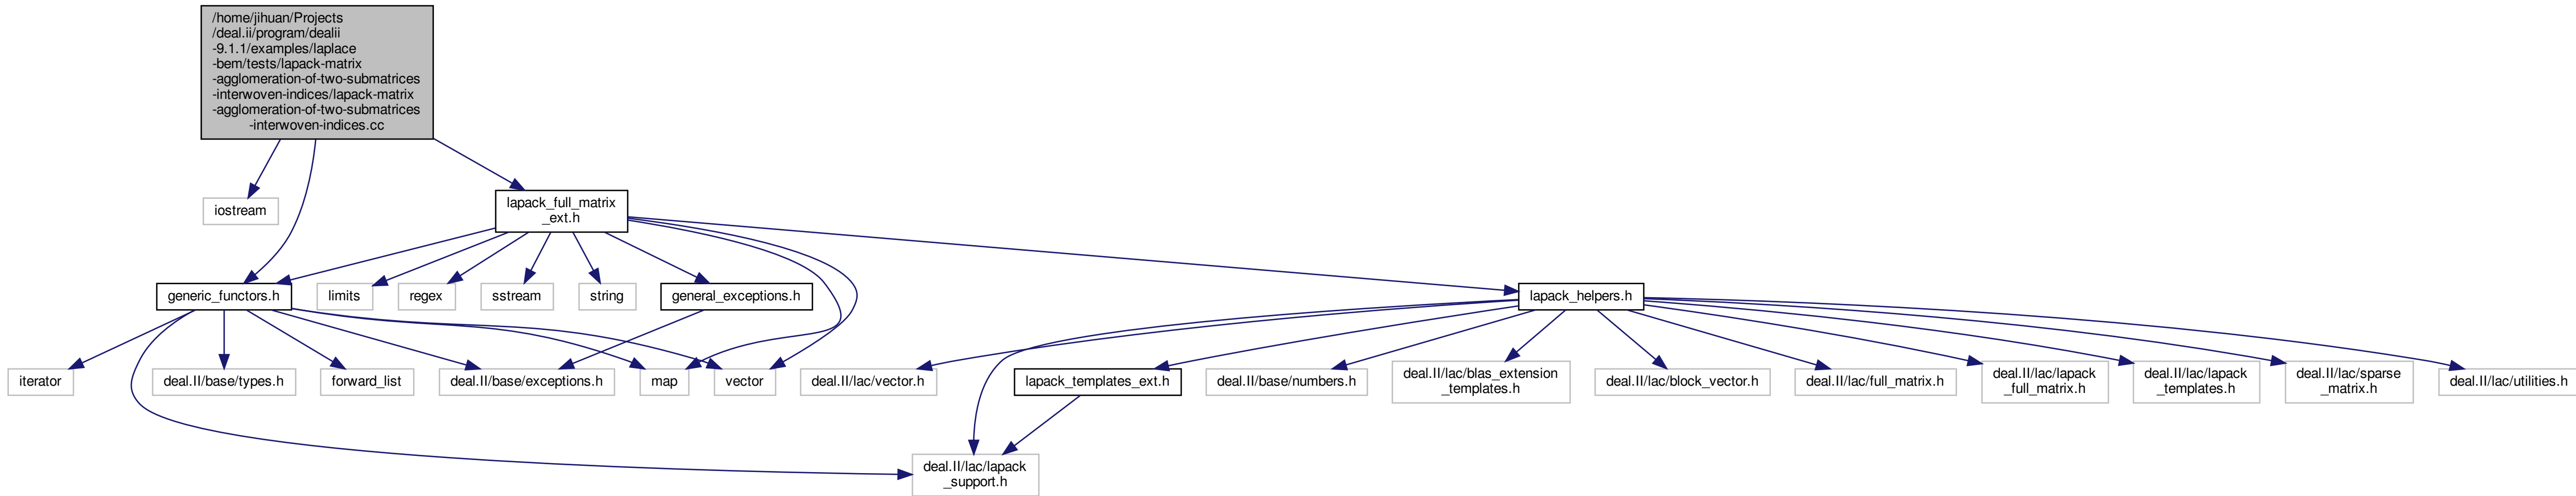 /home/jihuan/Projects
/deal.ii/program/dealii
-9.1.1/examples/laplace
-bem/tests/lapack-matrix
-agglomeration-of-two-submatrices
-interwoven-indices/lapack-matrix
-agglomeration-of-two-submatrices
-interwoven-indices.cc
iostream
lapack_full_matrix
_ext.h
generic_functors.h
limits
regex
sstream
string
general_exceptions.h
lapack_helpers.h
iterator
deal.II/base/types.h
forward_list
deal.II/base/exceptions.h
map
vector
deal.II/lac/vector.h
lapack_templates_ext.h
deal.II/base/numbers.h
deal.II/lac/blas_extension
_templates.h
deal.II/lac/block_vector.h
deal.II/lac/full_matrix.h
deal.II/lac/lapack
_full_matrix.h
deal.II/lac/lapack
_templates.h
deal.II/lac/sparse
_matrix.h
deal.II/lac/utilities.h
deal.II/lac/lapack
_support.h